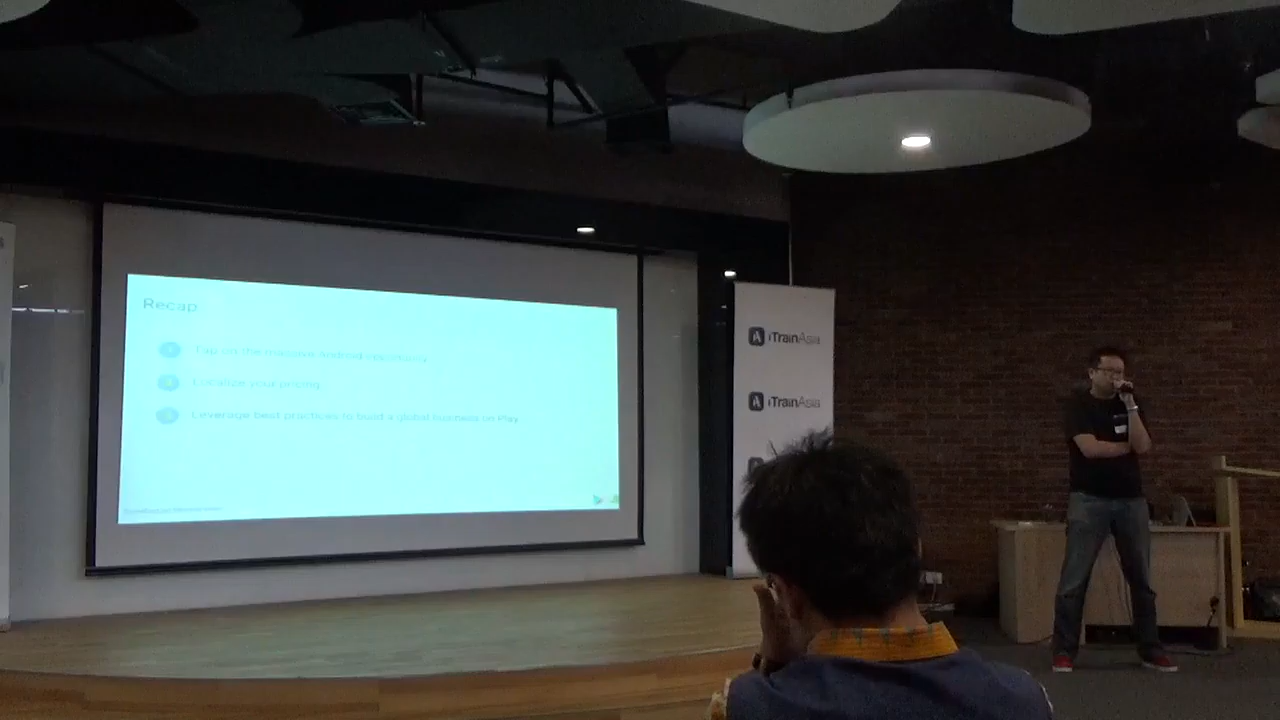 Recap
Tap on the massive android opportunity
Localize your pricing
Leverage best practices to build a global business on Play
iTrainAsia
iTrainAsia